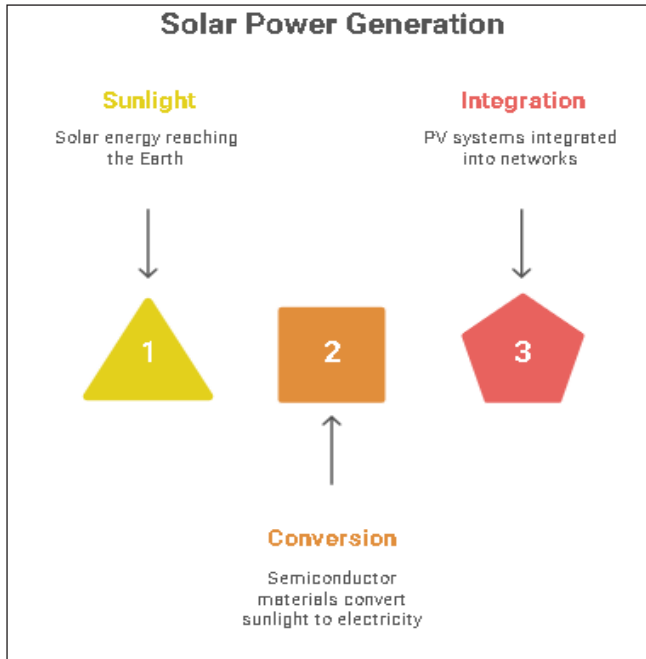 Solar Power Generation
Sunlight
Solar energy reaching
the Earth
Integration
PV systems integrated
into networks
1
2
3
Conversion
Semiconductor
materials convert
sunlight to electricity